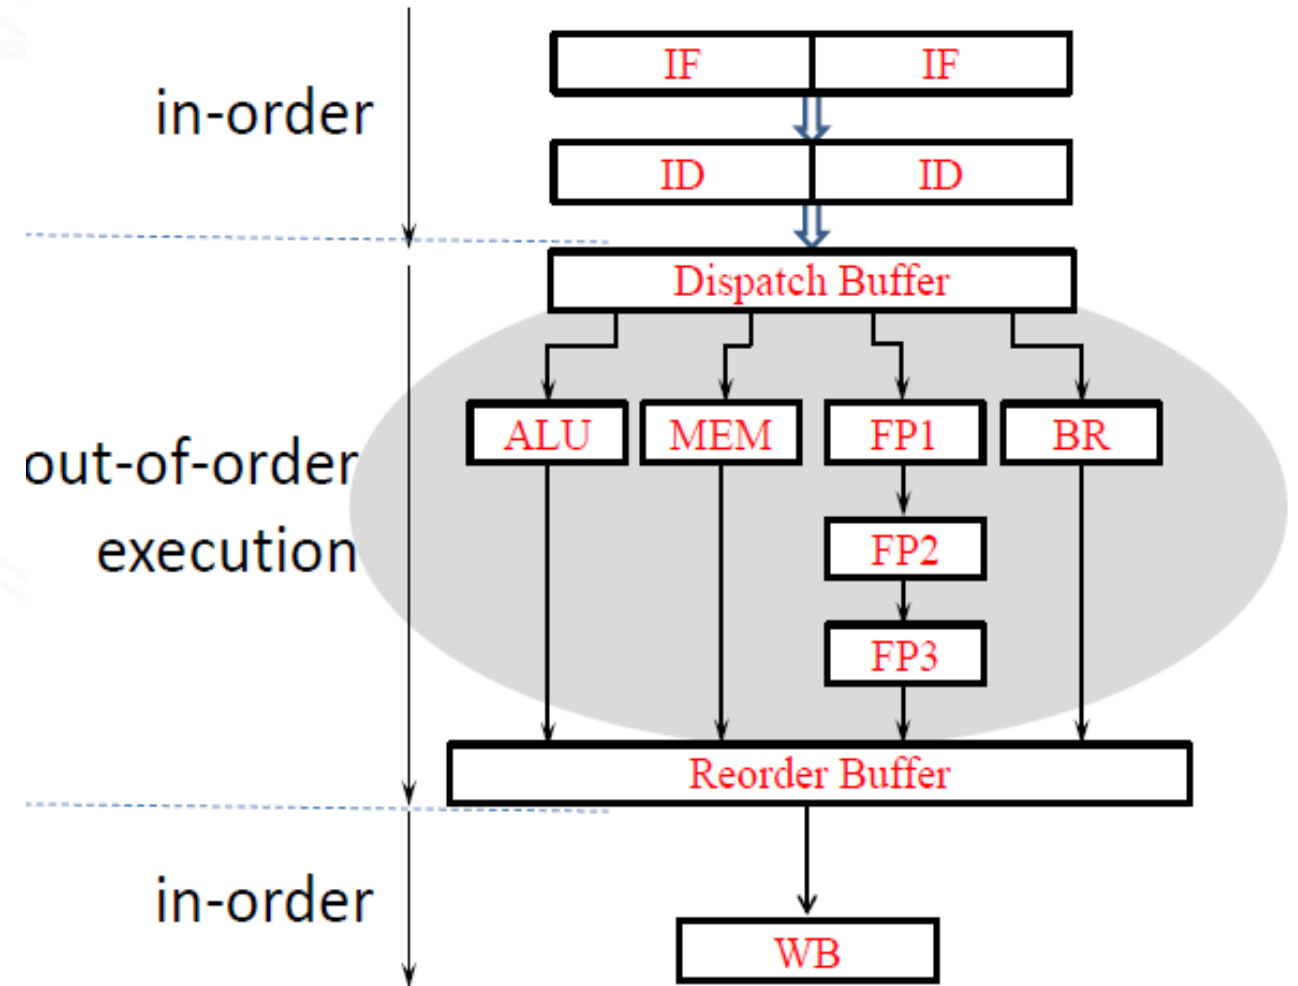 IF IF
in-order
ID ID
Dispatch Buffer
ALU MEM FP1 BR
out-of-order
execution
FP2
FP3
Reorder Buffer
in-order
WB